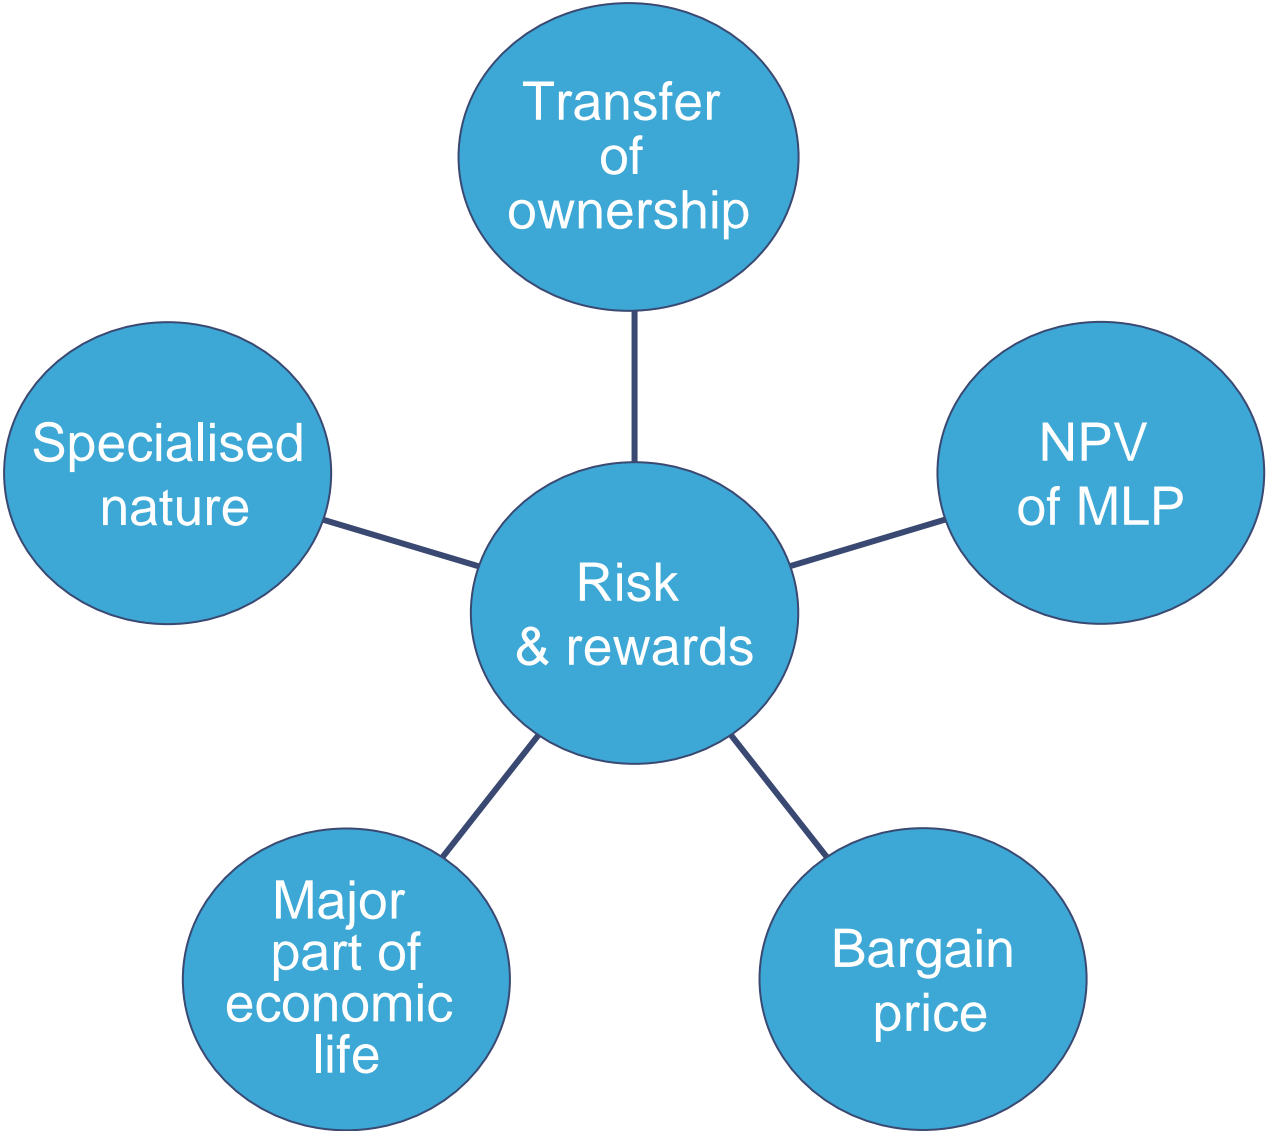 Transfer
of
ownership
Specialised
nature
NPV
of MLP
Risk
& rewards
Major
part of
economic
life
Bargain
price